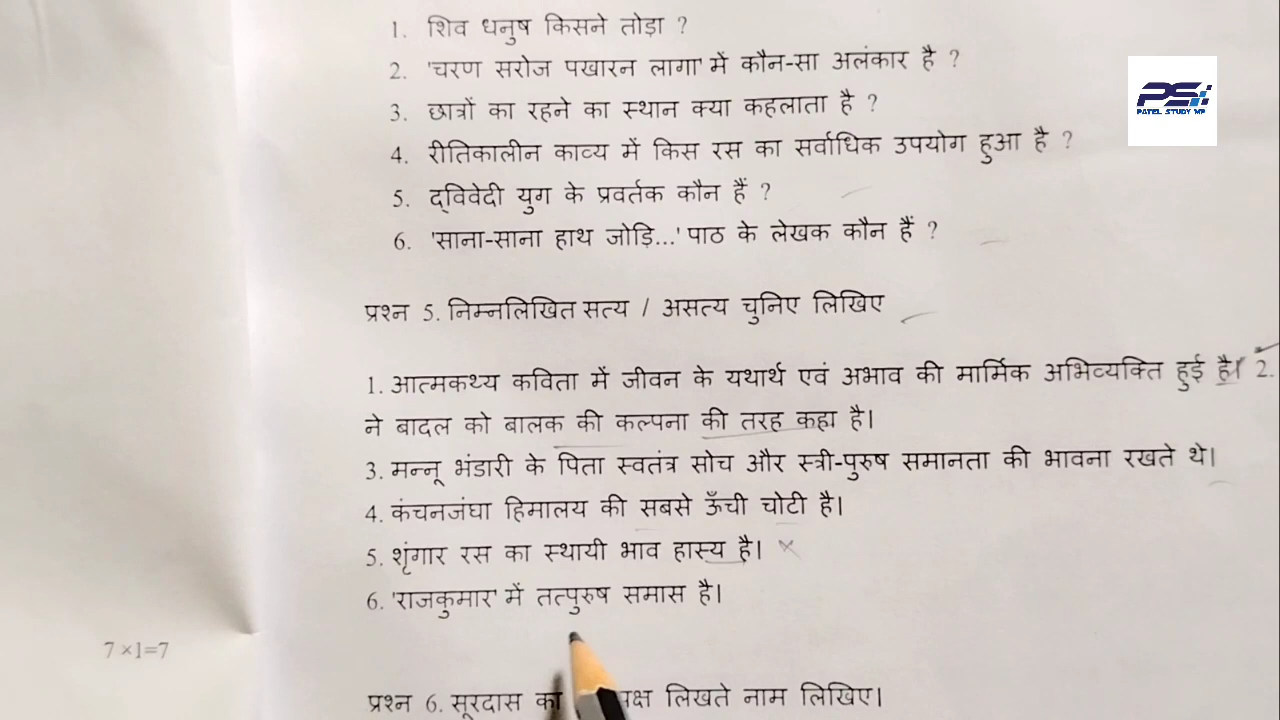 1. शिव धनुष किसने तोड़ा ?
2. 'चरण सरोज पखारन लागा' में कौन-सा अलंकार है ?
3. छात्रों का रहने का स्थान क्या कहलाता है ?
4. रीतिकालीन काव्य में किस रस का सर्वाधिक उपयोग हुआ है ?
5. द्विवेदी युग के प्रवर्तक कौन हैं ?
6. 'साना-साना हाथ जोड़ि...' पाठ के लेखक कौन हैं ?
PS
PATEL STUDY MP
प्रश्न 5. निम्नलिखित सत्य / असत्य चुनिए लिखिए
1. आत्मकथ्य कविता में जीवन के यथार्थ एवं अभाव की मार्मिक अभिव्यक्ति हुई है। 2.
ने बादल को बालक की कल्पना की तरह कहा है।
3. मन्नू भंडारी के पिता स्वतंत्र सोच और स्त्री-पुरुष समानता की भावना रखते थे।
4. कंचनजंघा हिमालय की सबसे ऊँची चोटी है।
5. शृंगार रस का स्थायी भाव हास्य है।
6. 'राजकुमार' में तत्पुरुष समास है।
7 ×1=7
प्रश्न 6. सूरदास का लिखते नाम लिखिए।